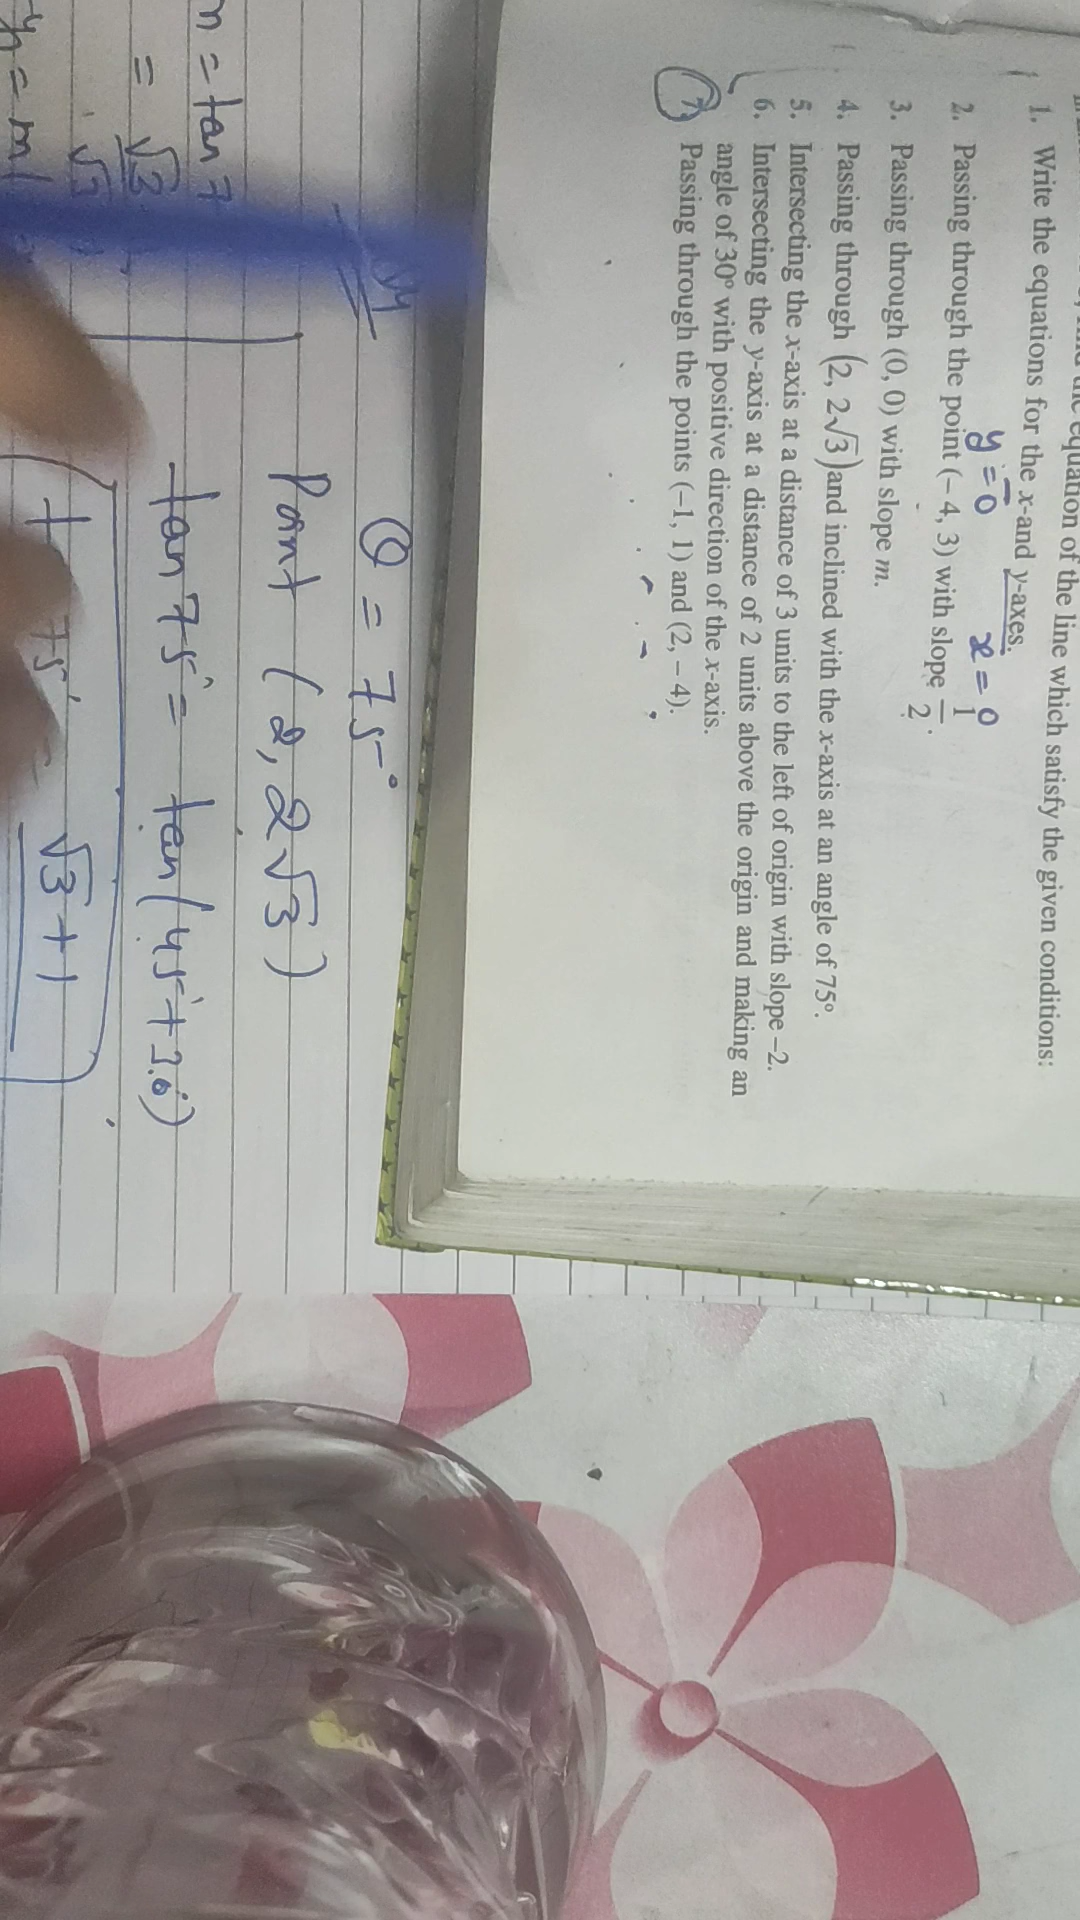 equation of the line which satisfy the given conditions:
1. Write the equations for the x-and y-axes.
y = 0 x = 0
2. Passing through the point (– 4, 3) with slope 1/2.
3. Passing through (0, 0) with slope m.
4. Passing through (2, 2√3) and inclined with the x-axis at an angle of 75°.
5. Intersecting the x-axis at a distance of 3 units to the left of origin with slope –2.
6. Intersecting the y-axis at a distance of 2 units above the origin and making an
angle of 30° with positive direction of the x-axis.
7. Passing through the points (–1, 1) and (2, – 4).
θ = 75°
Point (2, 2√3)
m = tan 7
tan 75° = tan(45°+30°)
= √3
√3 + 1